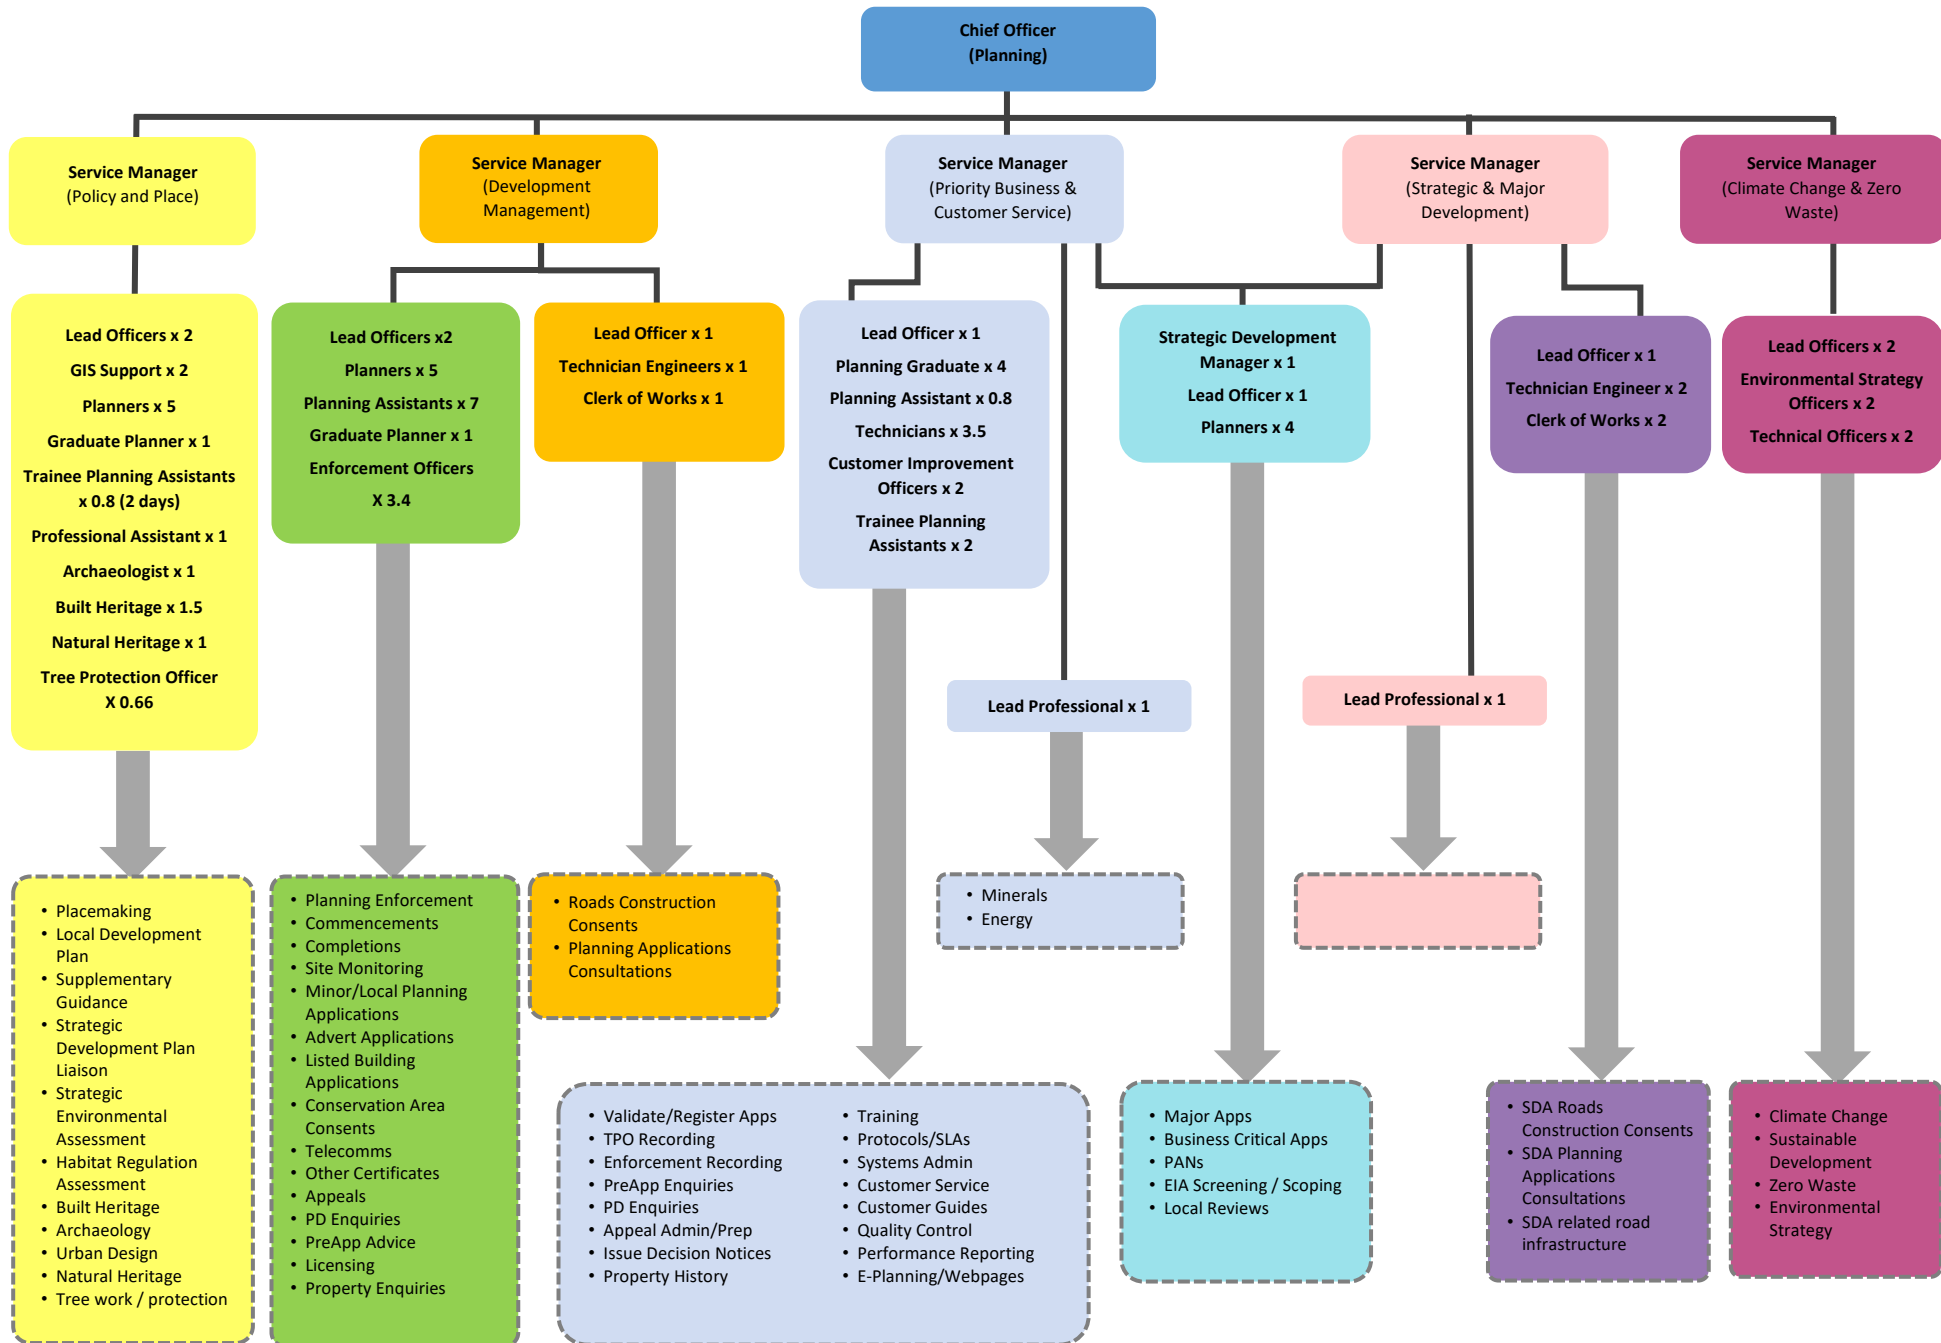 Chief Officer
(Planning)
Service Manager
(Policy and Place)
Service Manager
(Development
Management)
Service Manager
(Priority Business &
Customer Service)
Service Manager
(Strategic & Major
Development)
Service Manager
(Climate Change & Zero
Waste)
Lead Officers x 2
GIS Support x 2
Planners x 5
Graduate Planner x 1
Trainee Planning Assistants
x 0.8 (2 days)
Professional Assistant x 1
Archaeologist x 1
Built Heritage x 1.5
Natural Heritage x 1
Tree Protection Officer
X 0.66
Lead Officers x2
Planners x 5
Planning Assistants x 7
Graduate Planner x 1
Enforcement Officers
X 3.4
Lead Officer x 1
Technician Engineers x 1
Clerk of Works x 1
Lead Officer x 1
Planning Graduate x 4
Planning Assistant x 0.8
Technicians x 3.5
Customer Improvement
Officers x 2
Trainee Planning
Assistants x 2
Strategic Development
Manager x 1
Lead Officer x 1
Planners x 4
Lead Officer x 1
Technician Engineer x 2
Clerk of Works x 2
Lead Officers x 2
Environmental Strategy
Officers x 2
Technical Officers x 2
Lead Professional x 1
Lead Professional x 1
• Placemaking
• Local Development
Plan
• Supplementary
Guidance
• Strategic
Development Plan
Liaison
• Strategic
Environmental
Assessment
• Habitat Regulation
Assessment
• Built Heritage
• Archaeology
• Urban Design
• Natural Heritage
• Tree work / protection
• Planning Enforcement
• Commencements
• Completions
• Site Monitoring
• Minor/Local Planning
Applications
• Advert Applications
• Listed Building
Applications
• Conservation Area
Consents
• Telecomms
• Other Certificates
• Appeals
• PD Enquiries
• PreApp Advice
• Licensing
• Property Enquiries
• Roads Construction
Consents
• Planning Applications
Consultations
• Minerals
• Energy
• Validate/Register Apps
• TPO Recording
• Enforcement Recording
• PreApp Enquiries
• PD Enquiries
• Appeal Admin/Prep
• Issue Decision Notices
• Property History
• Training
• Protocols/SLAs
• Systems Admin
• Customer Service
• Customer Guides
• Quality Control
• Performance Reporting
• E-Planning/Webpages
• Major Apps
• Business Critical Apps
• PANs
• EIA Screening / Scoping
• Local Reviews
• SDA Roads
Construction Consents
• SDA Planning
Applications
Consultations
• SDA related road
infrastructure
• Climate Change
• Sustainable
Development
• Zero Waste
• Environmental
Strategy